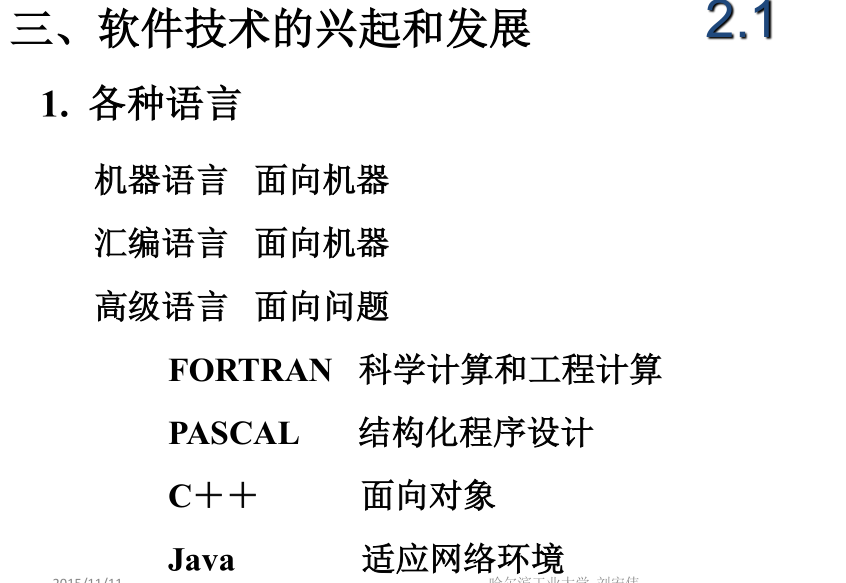 三、软件技术的兴起和发展 2.1
1. 各种语言
机器语言 面向机器
汇编语言 面向机器
高级语言 面向问题
FORTRAN 科学计算和工程计算
PASCAL 结构化程序设计
C＋＋ 面向对象
Java 适应网络环境
2015/11/11 哈尔滨工业大学 刘宏伟